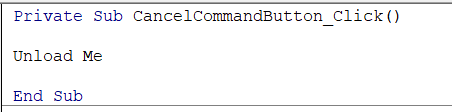 Private Sub CancelCommandButton_Click()
Unload Me
End Sub